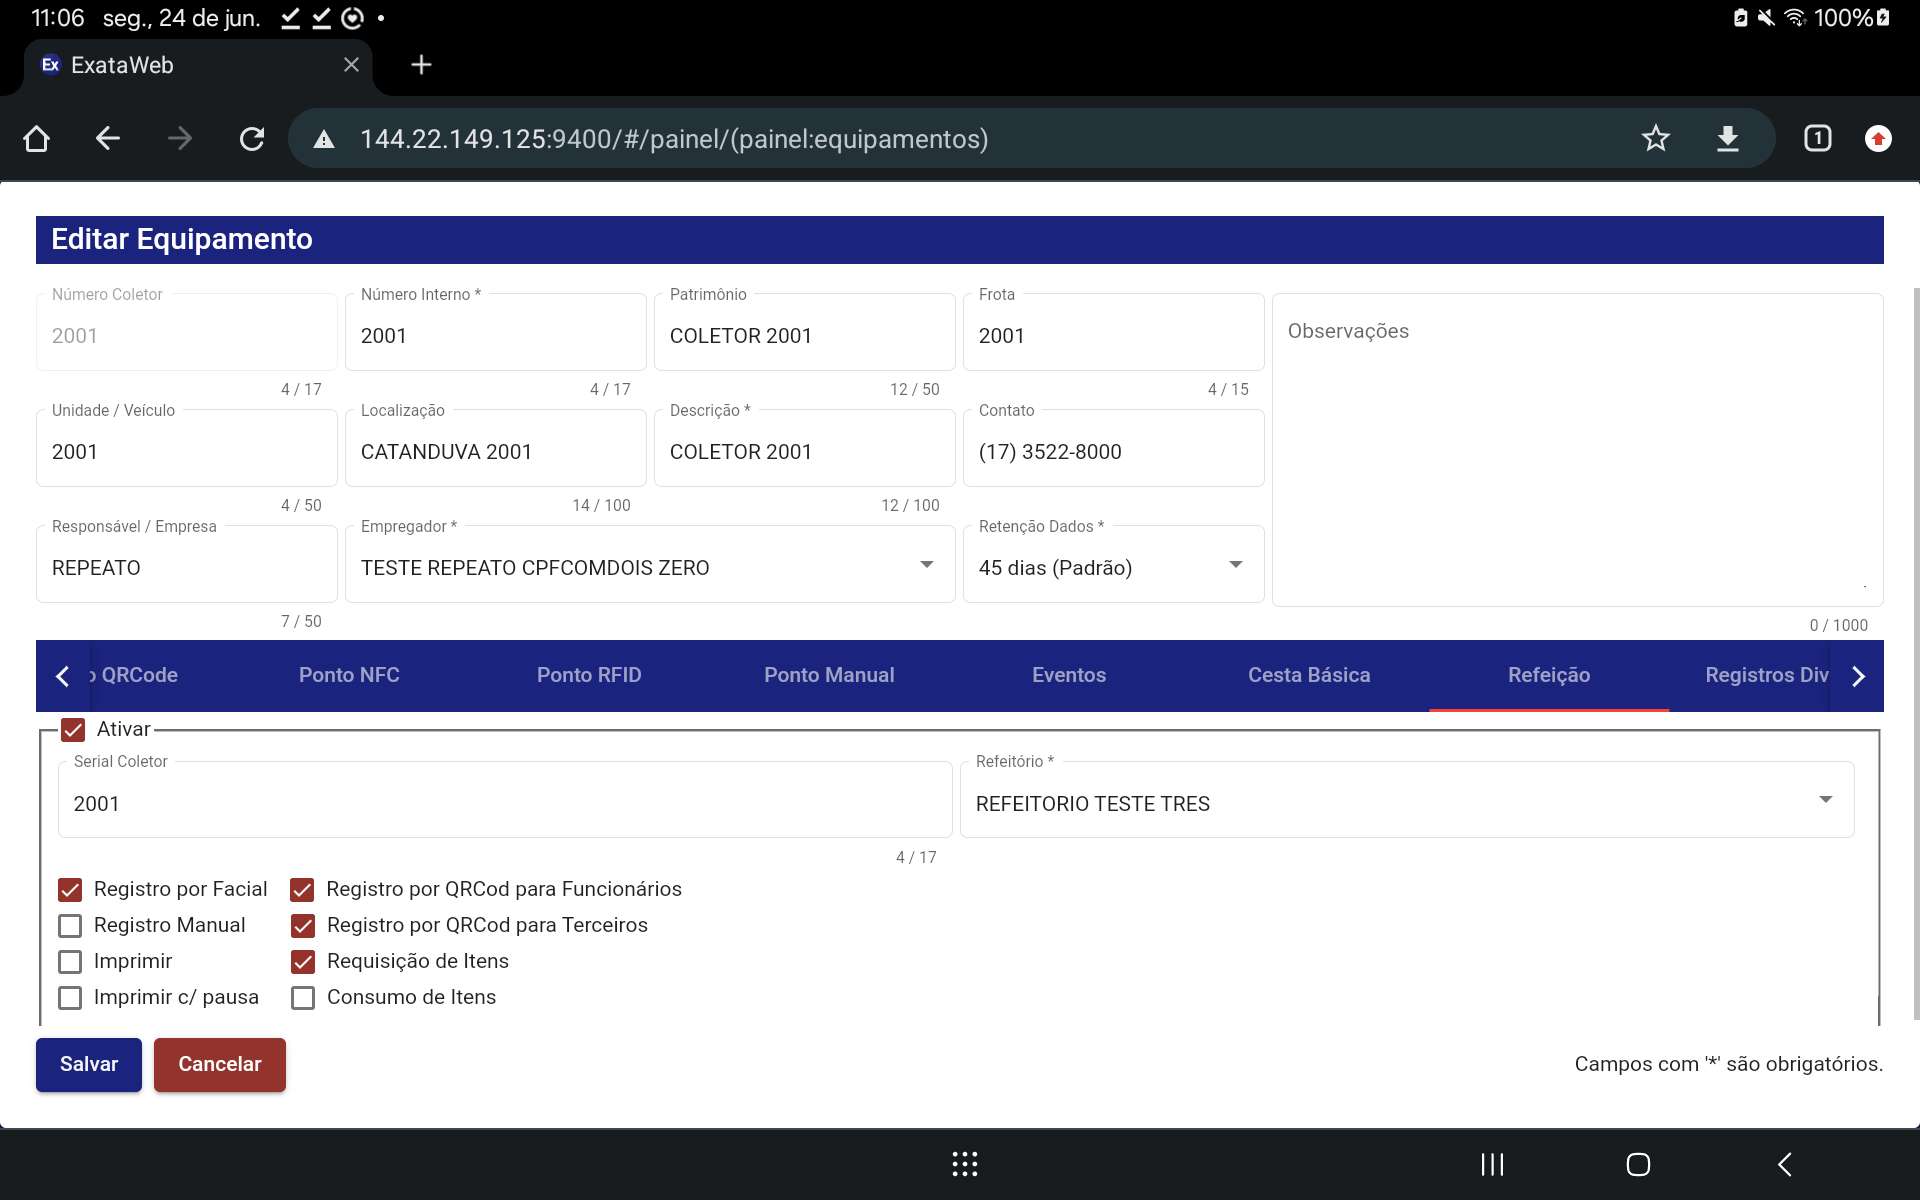 11:06 seg., 24 de jun. 100%
Ex ExataWeb
144.22.149.125:9400/#/painel/(painel:equipamentos) 1
Editar Equipamento
Número Coletor Número Interno * Patrimônio Frota
2001 2001 COLETOR 2001 2001 Observações
4 / 17 4 / 17 12 / 50 4 / 15
Unidade / Veículo Localização Descrição * Contato
2001 CATANDUVA 2001 COLETOR 2001 (17) 3522-8000
4 / 50 14 / 100 12 / 100
Responsável / Empresa Empregador * Retenção Dados *
REPEATO TESTE REPEATO CPFCOMDOIS ZERO 45 dias (Padrão)
7 / 50 0 / 1000
o QRCode Ponto NFC Ponto RFID Ponto Manual Eventos Cesta Básica Refeição Registros Div
Ativar
Serial Coletor Refeitório *
2001 REFEITORIO TESTE TRES
4 / 17
Registro por Facial Registro por QRCod para Funcionários
Registro Manual Registro por QRCod para Terceiros
Imprimir Requisição de Itens
Imprimir c/ pausa Consumo de Itens
Salvar Cancelar Campos com '*' são obrigatórios.